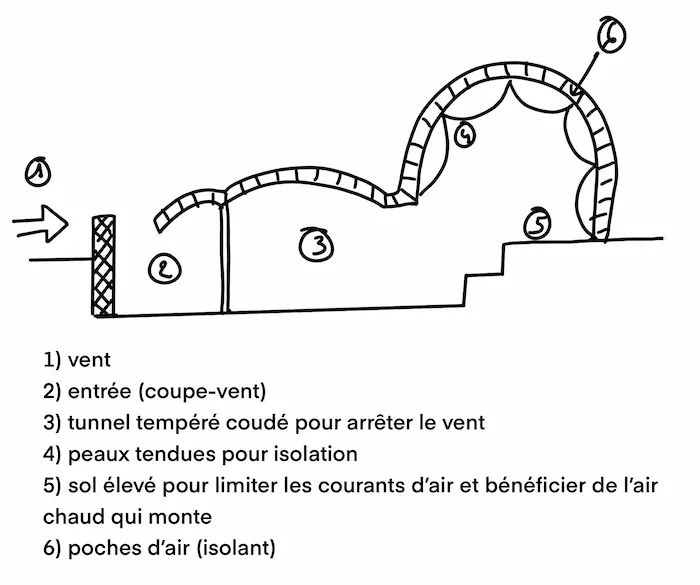 6
1
4
5
2
3
1) vent
2) entrée (coupe-vent)
3) tunnel tempéré coudé pour arrêter le vent
4) peaux tendues pour isolation
5) sol élevé pour limiter les courants d’air et bénéficier de l’air
chaud qui monte
6) poches d’air (isolant)